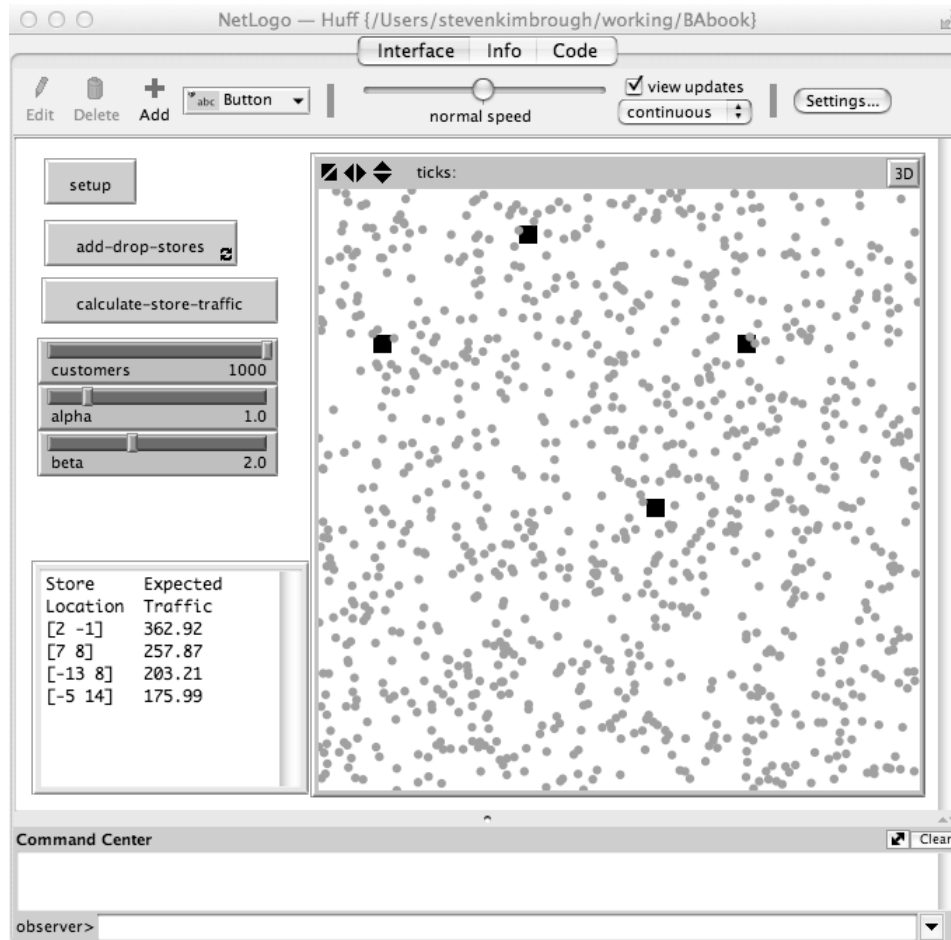 NetLogo — Huff {/Users/stevenkimbrough/working/BAbook}
Interface Info Code
Edit Delete Add abc Button normal speed view updates continuous Settings...
setup
add-drop-stores
calculate-store-traffic
customers 1000
alpha 1.0
beta 2.0
ticks: 3D
Store Expected
Location Traffic
[2 -1] 362.92
[7 8] 257.87
[-13 8] 203.21
[-5 14] 175.99
Command Center Clear
observer>